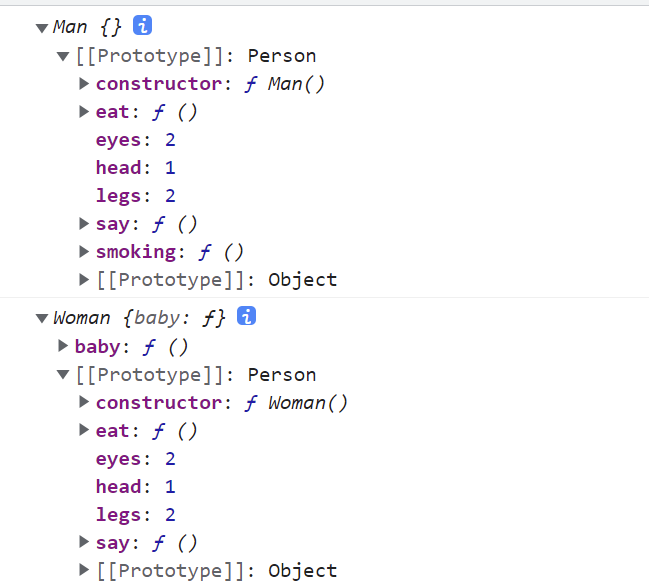 Man {} i
[[Prototype]]: Person
constructor: ƒ Man()
eat: ƒ ()
eyes: 2
head: 1
legs: 2
say: ƒ ()
smoking: ƒ ()
[[Prototype]]: Object
Woman {baby: ƒ} i
baby: ƒ ()
[[Prototype]]: Person
constructor: ƒ Woman()
eat: ƒ ()
eyes: 2
head: 1
legs: 2
say: ƒ ()
[[Prototype]]: Object